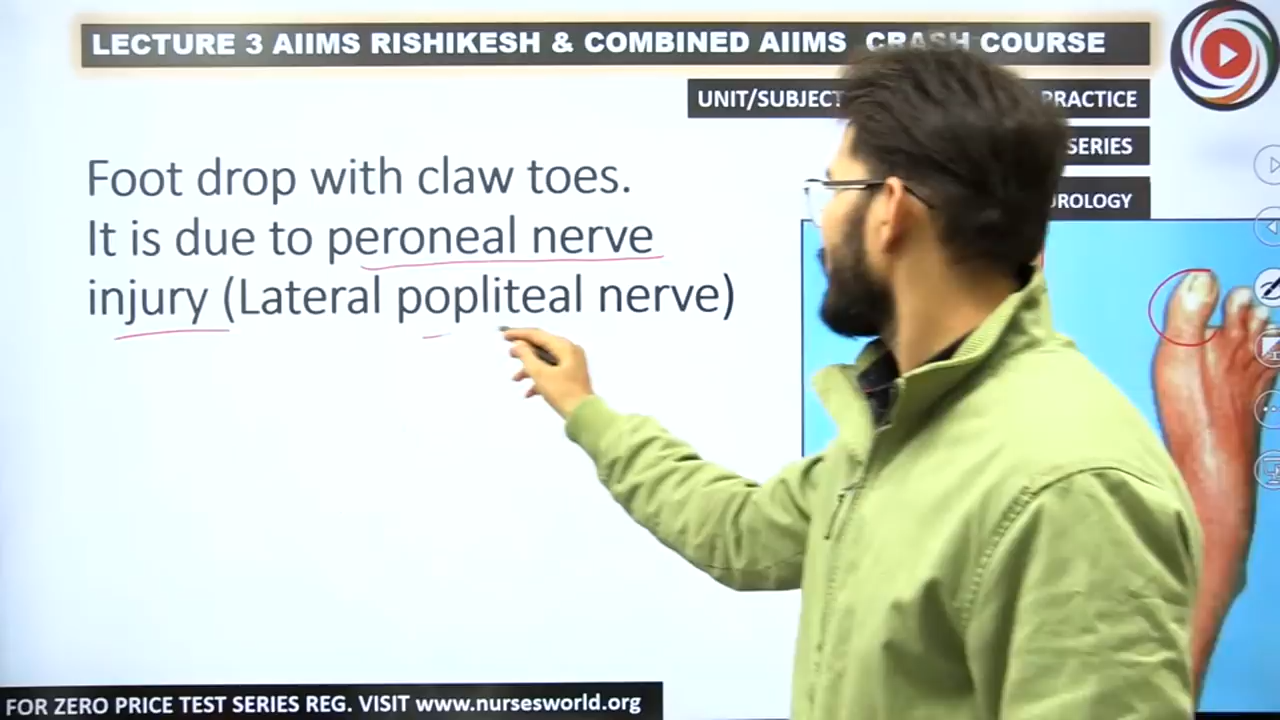 LECTURE 3 AIIMS RISHIKESH & COMBINED AIIMS CRASH COURSE
UNIT/SUBJECT PRACTICE
SERIES
Foot drop with claw toes.
It is due to peroneal nerve
injury (Lateral popliteal nerve)
FOR ZERO PRICE TEST SERIES REG. VISIT www.nursesworld.org